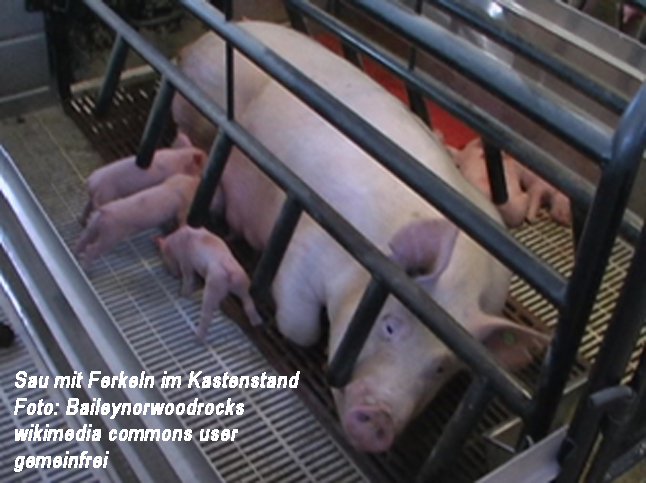 Sau mit Ferkeln im Kastenstand
Foto: Baileynorwoodrocks
wikimedia commons user
gemeinfrei